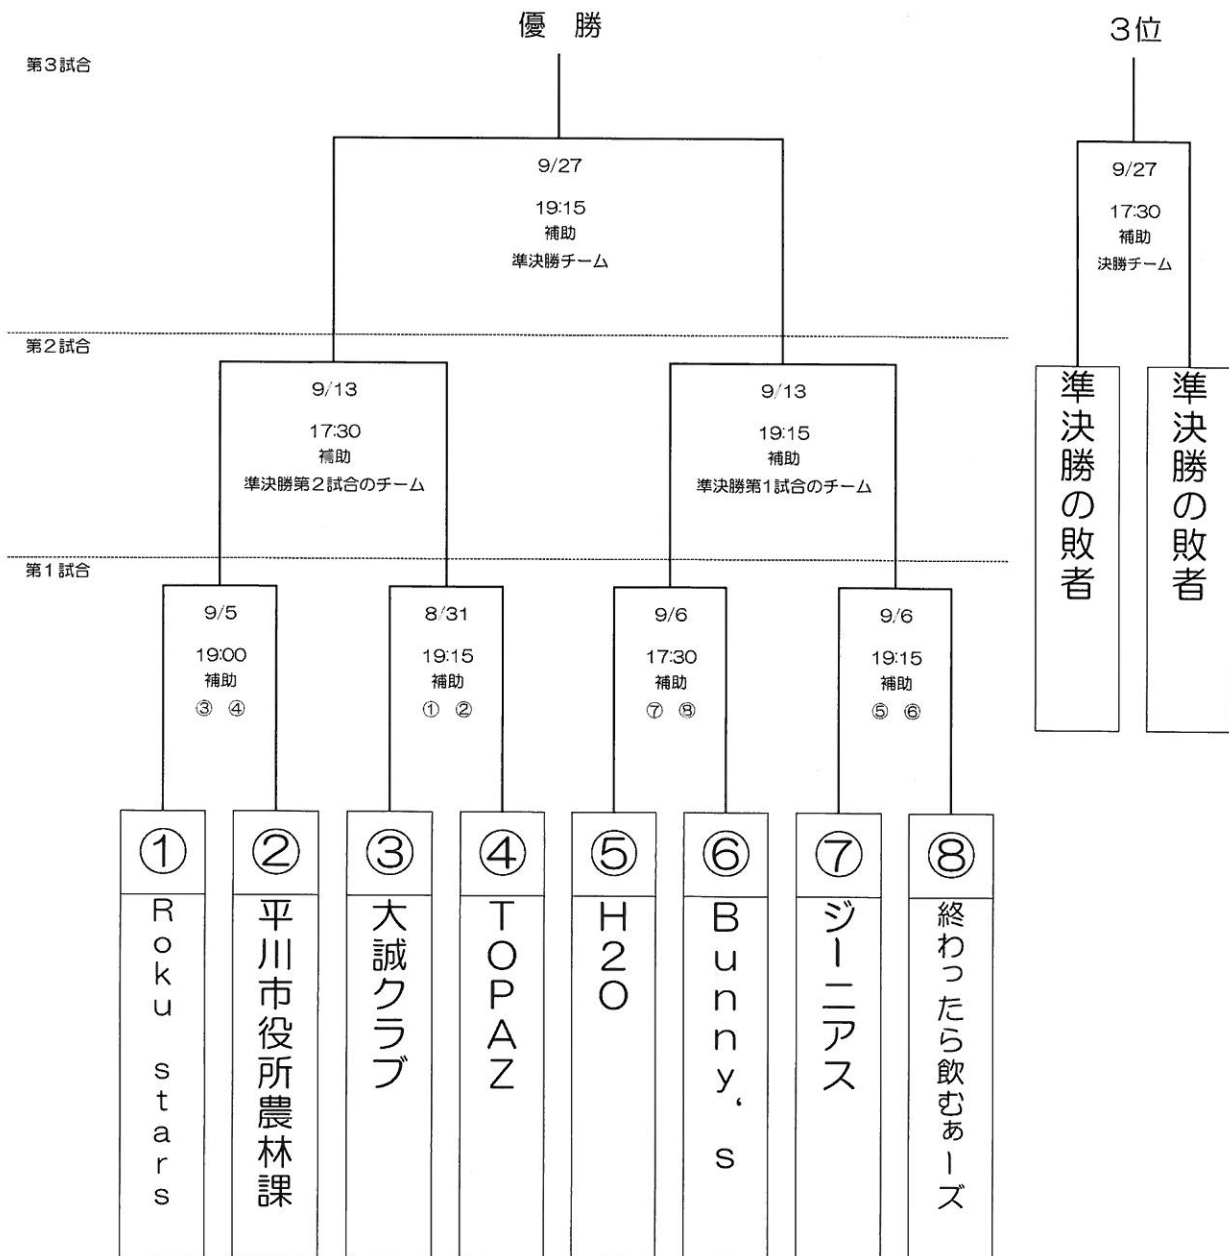 優 勝
3位
第3試合
9/27
19:15
補助
準決勝チーム
9/27
17:30
補助
決勝チーム
第2試合
9/13
17:30
補助
準決勝第2試合のチーム
9/13
19:15
補助
準決勝第1試合のチーム
準決勝の敗者
準決勝の敗者
第1試合
9/5
19:00
補助
③ ④
8/31
19:15
補助
① ②
9/6
17:30
補助
⑦ ⑧
9/6
19:15
補助
⑤ ⑥
①
Roku stars
②
平川市役所農林課
③
大誠クラブ
④
TOPAZ
⑤
H2O
⑥
Bunny‘s
⑦
ジーニアス
⑧
終わったら飲むぁーズ